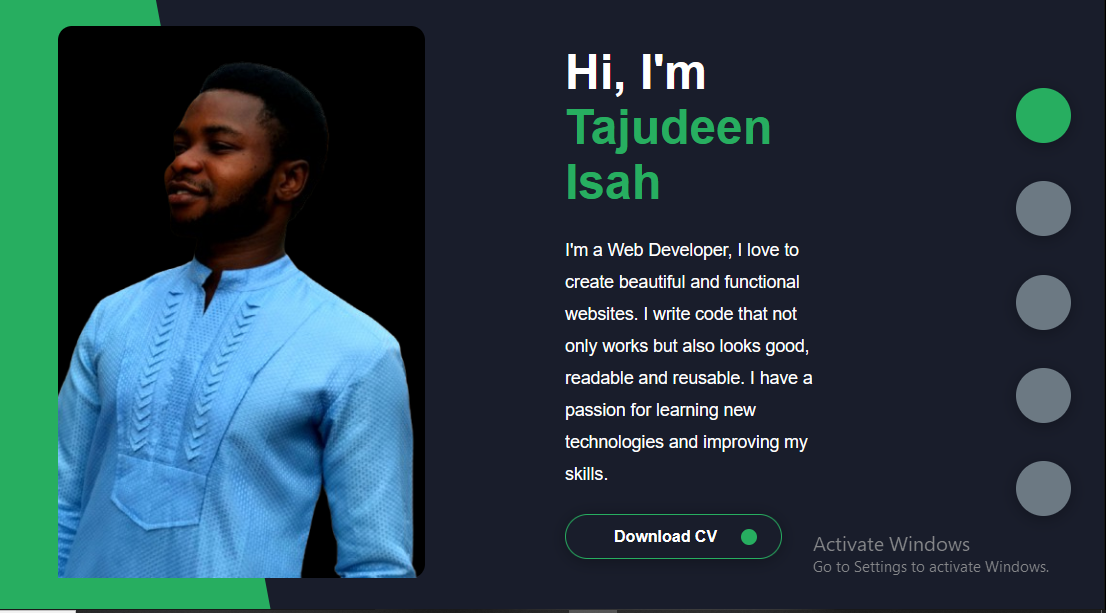 Hi, I'm
Tajudeen
Isah
I'm a Web Developer, I love to
create beautiful and functional
websites. I write code that not
only works but also looks good,
readable and reusable. I have a
passion for learning new
technologies and improving my
skills.
Download CV
Activate Windows
Go to Settings to activate Windows.